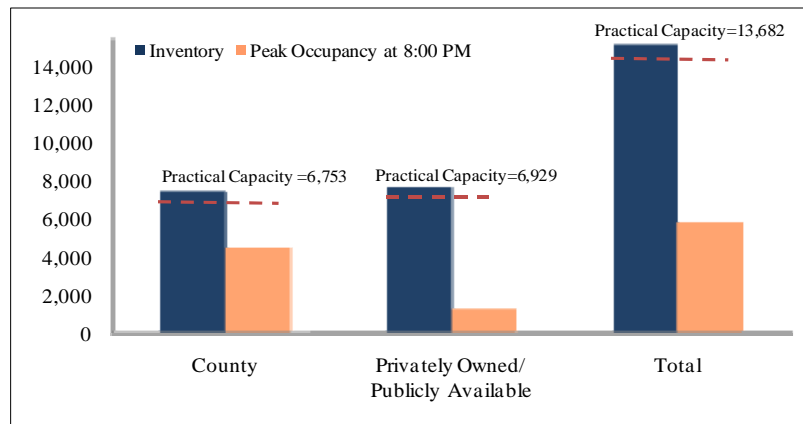 Practical Capacity=13,682
Inventory
Peak Occupancy at 8:00 PM
14,000
12,000
10,000
8,000
6,000
4,000
2,000
0
Practical Capacity =6,753
Practical Capacity=6,929
County
Privately Owned/
Publicly Available
Total